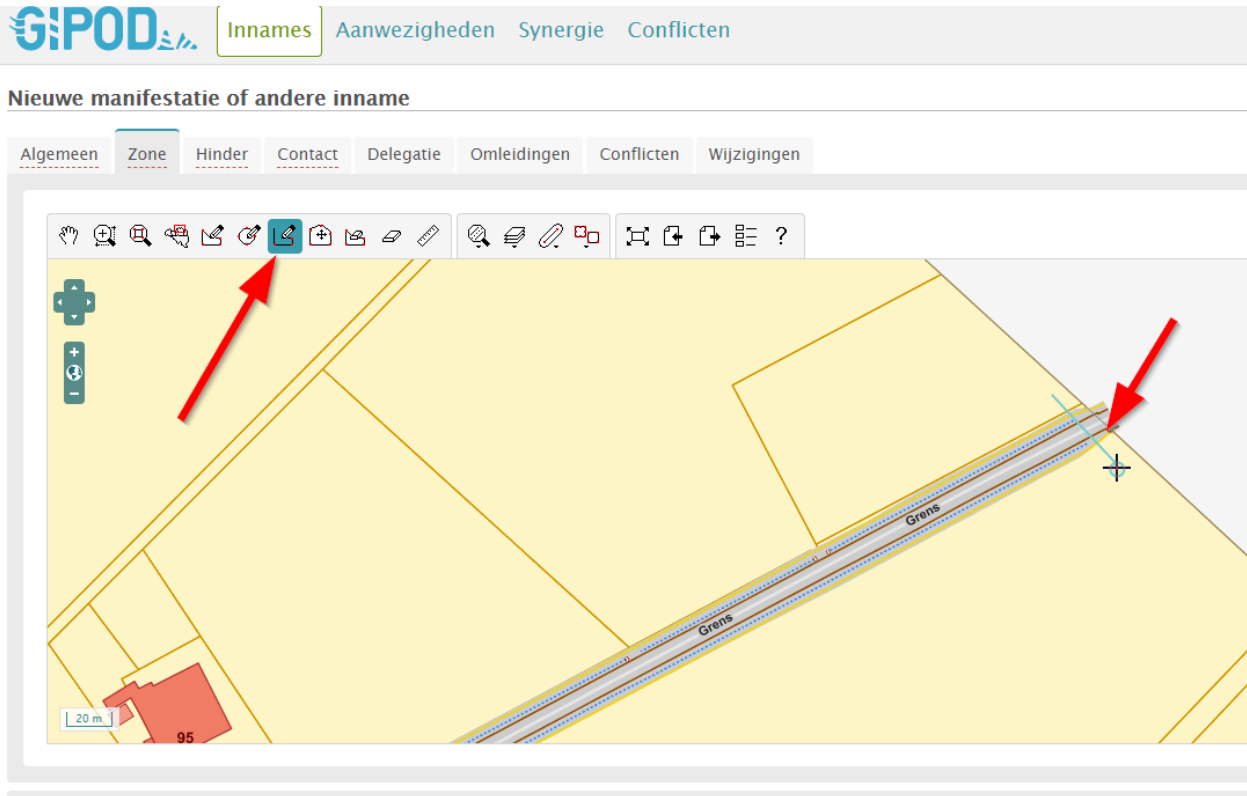 GIPOD Innames Aanwezigheden Synergie Conflicten
Nieuwe manifestatie of andere inname
Algemeen Zone Hinder Contact Delegatie Omleidingen Conflicten Wijzigingen
?
+
−
Grens
Grens
20 m
95